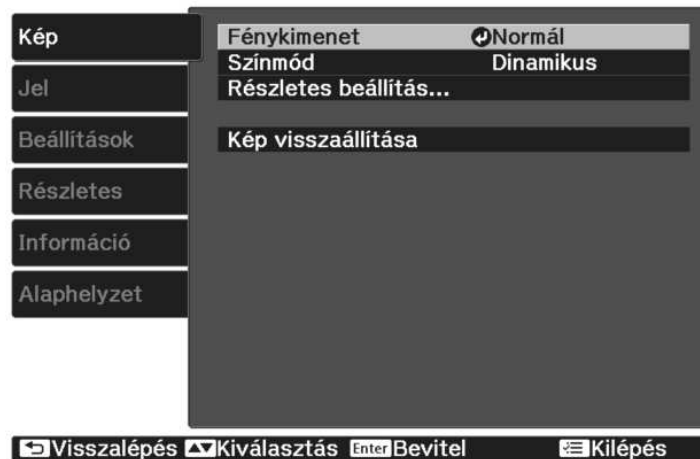 Kép
Jel
Beállítások
Részletes
Információ
Alaphelyzet
Fénykimenet Normál
Színmód Dinamikus
Részletes beállítás...
Kép visszaállítása
Visszalépés Kiválasztás Enter Bevitel Kilépés